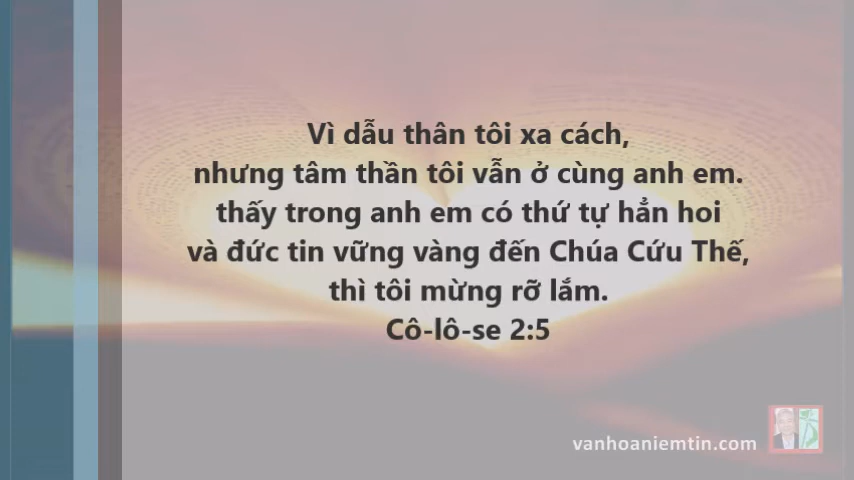 Vì dẫu thân tôi xa cách,
nhưng tâm thần tôi vẫn ở cùng anh em.
thấy trong anh em có thứ tự hẳn hoi
và đức tin vững vàng đến Chúa Cứu Thế,
thì tôi mừng rỡ lắm.
Cô-lô-se 2:5
vanhoaniemtin.com